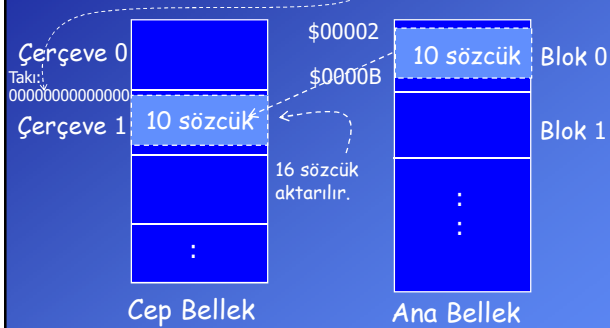 $00002
Çerçeve 0
10 sözcük
Blok 0
Takı:
$0000B
00000000000000
Çerçeve 1
10 sözcük
Blok 1
16 sözcük
aktarılır.
:
:
:
Cep Bellek
Ana Bellek